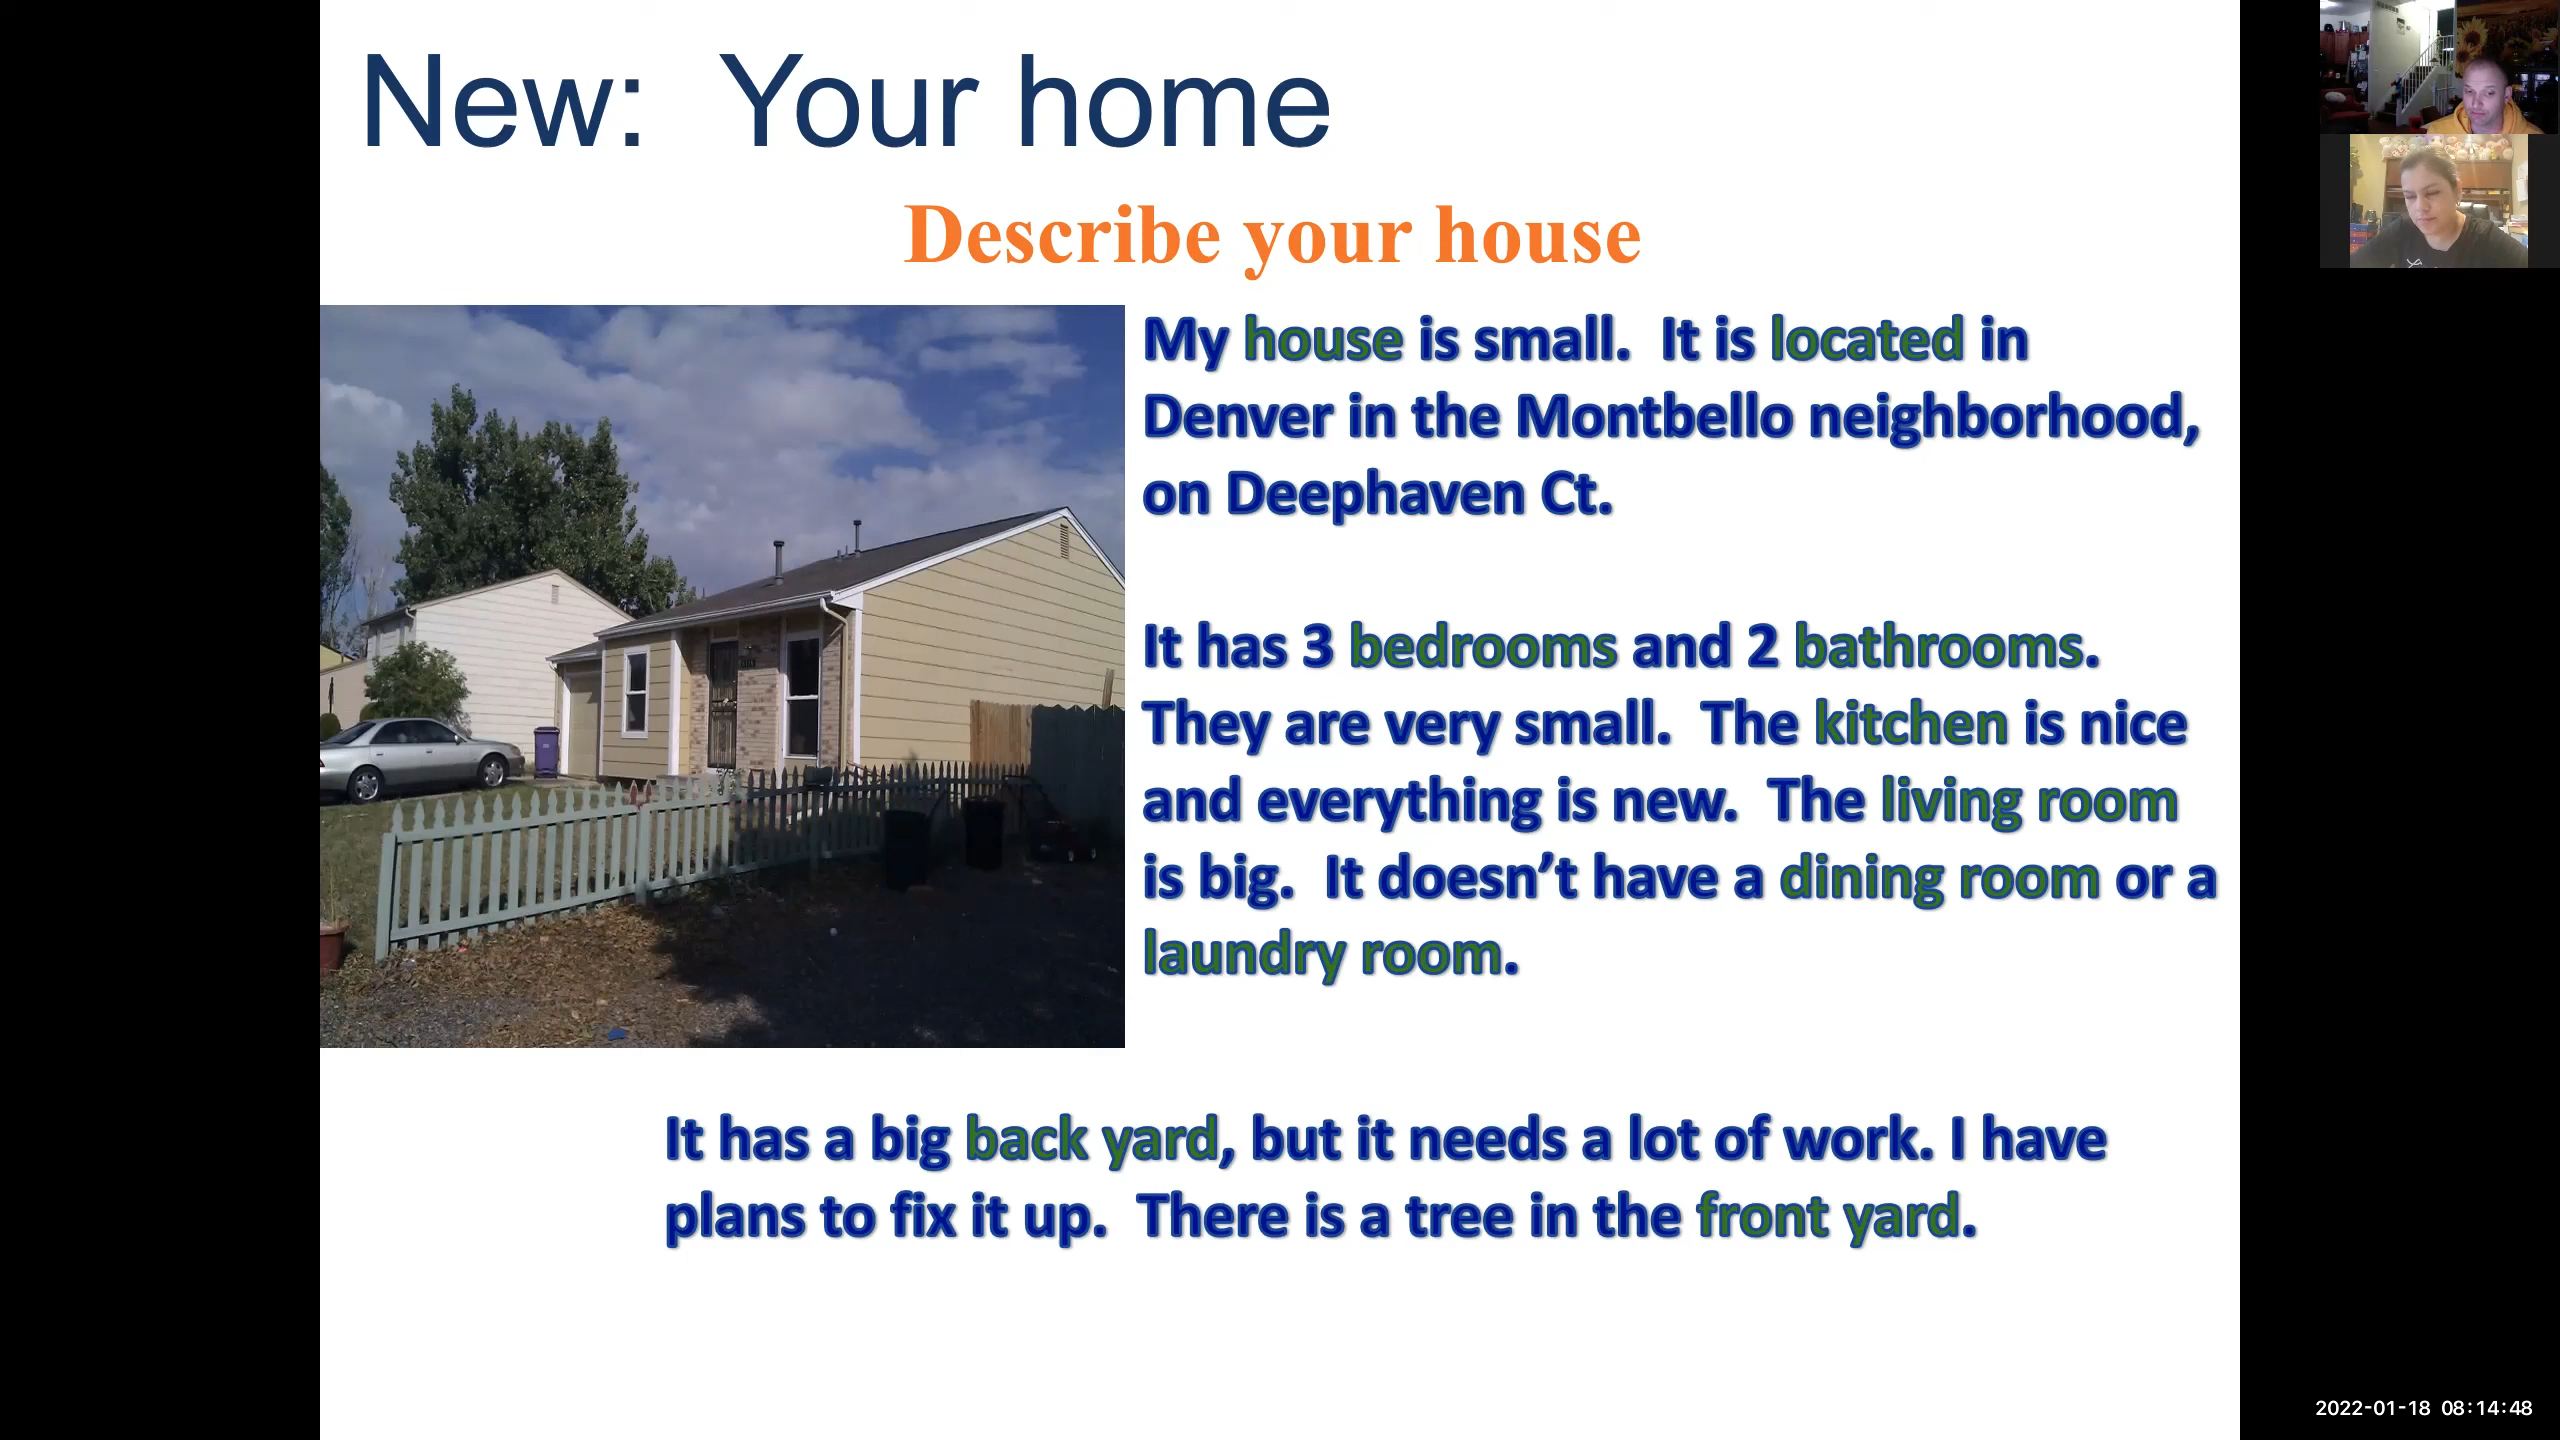 New: Your home
Describe your house
My house is small. It is located in
Denver in the Montbello neighborhood,
on Deephaven Ct.
It has 3 bedrooms and 2 bathrooms.
They are very small. The kitchen is nice
and everything is new. The living room
is big. It doesn’t have a dining room or a
laundry room.
It has a big back yard, but it needs a lot of work. I have
plans to fix it up. There is a tree in the front yard.
2022-01-18 08:14:48